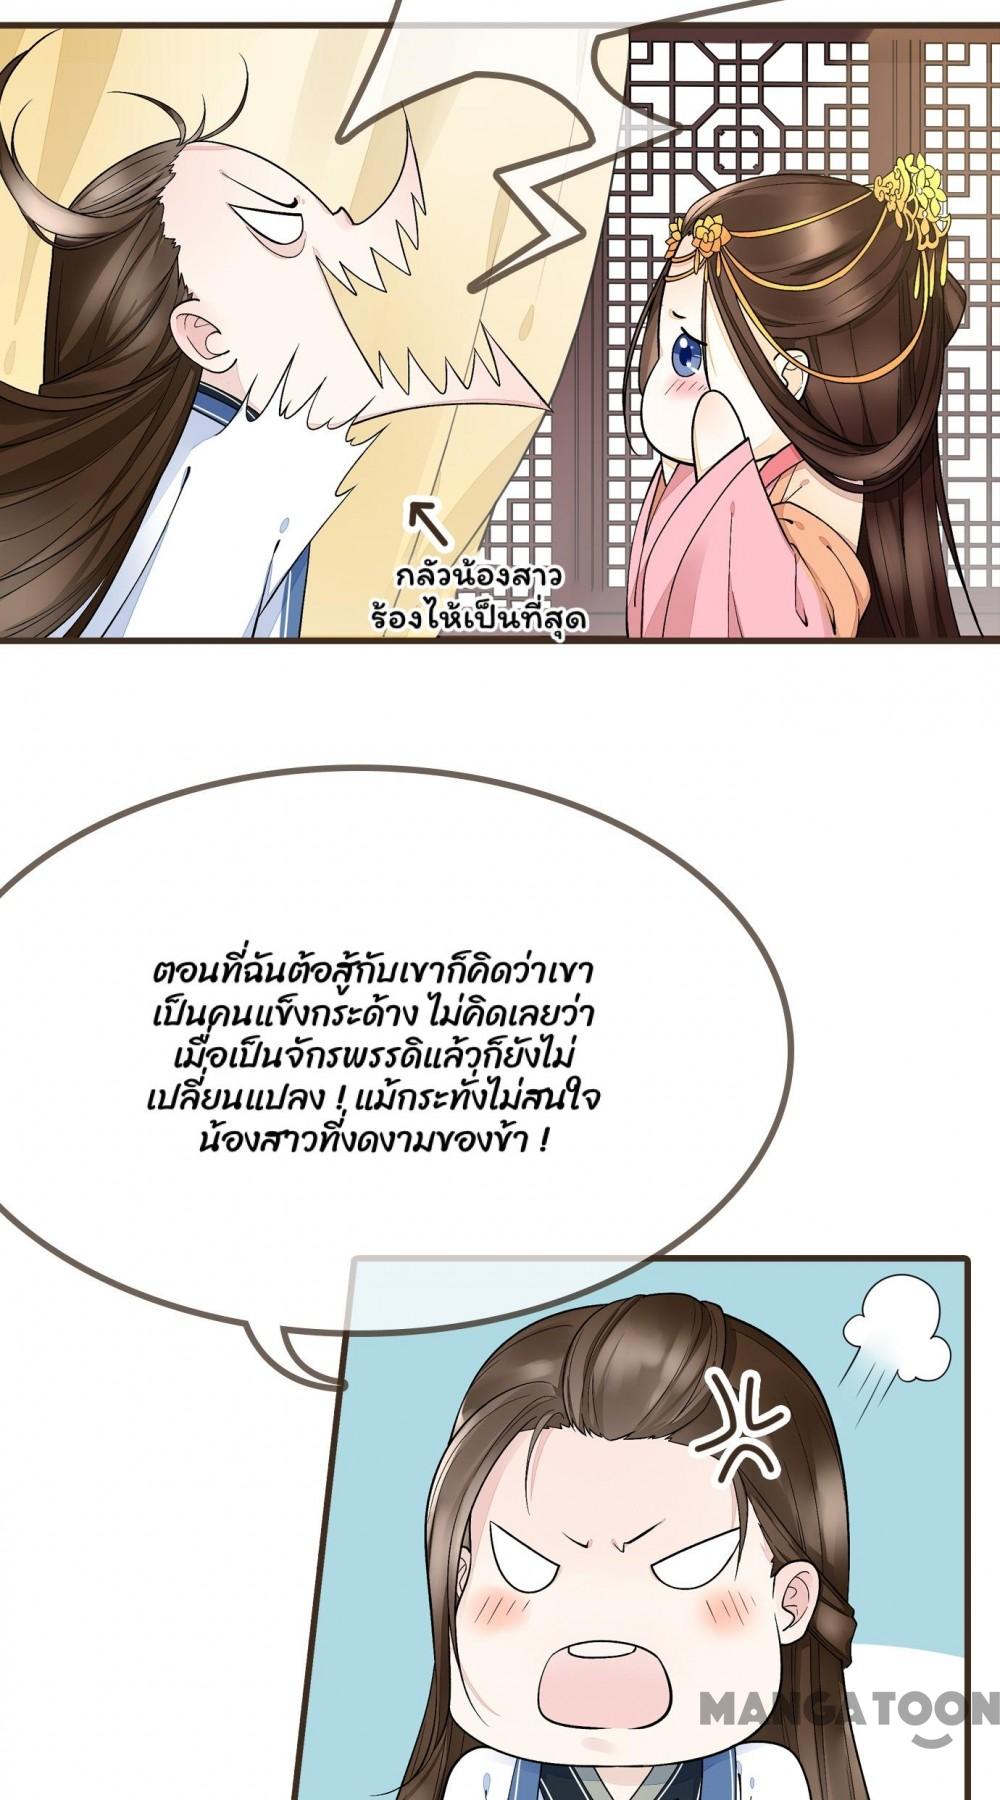 กลัวน้องสาว
ร้องไห้เป็นที่สุด
ตอนที่ฉันต้อสู้กับเขาก็คิดว่าเขา
เป็นคนแข็งกระด้าง ไม่คิดเลยว่า
เมื่อเป็นจักรพรรดิแล้วก็ยังไม่
เปลี่ยนแปลง ! แม้กระทั่งไม่สนใจ
น้องสาวที่งดงามของข้า !
MANGATOON